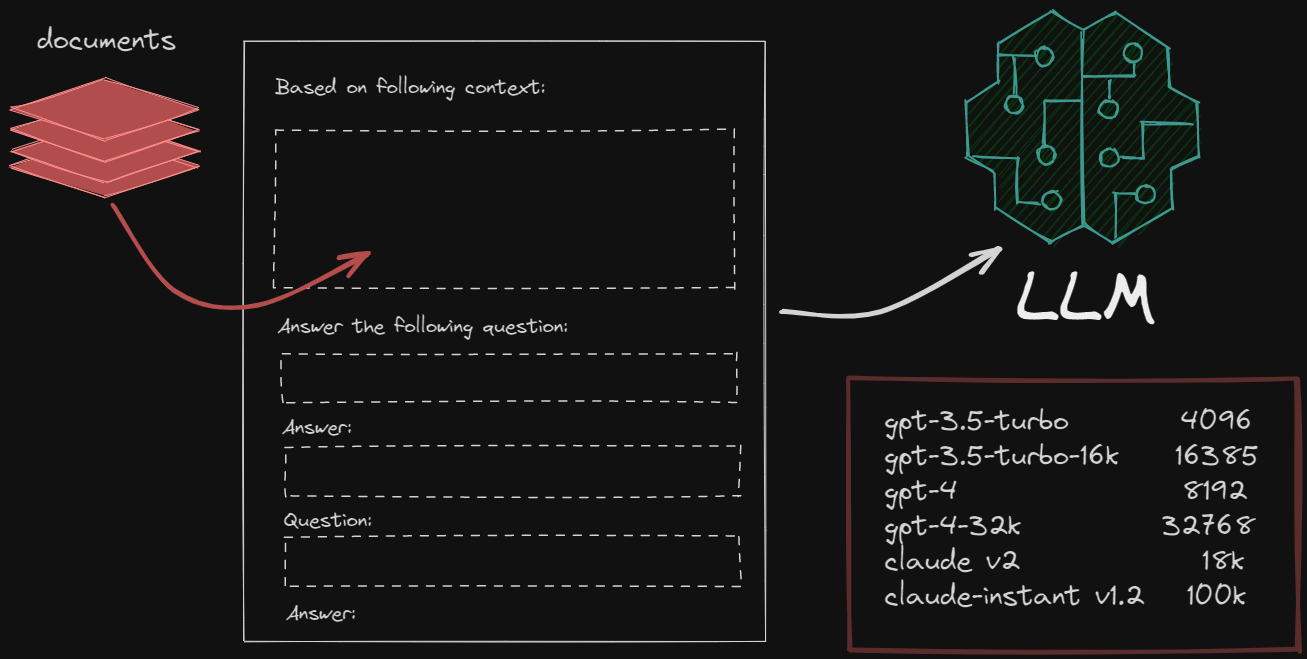 documents
Based on following context:
Answer the following question:
Answer:
Question:
Answer:
LLM
gpt-3.5-turbo 4096
gpt-3.5-turbo-16k 16385
gpt-4 8192
gpt-4-32k 32768
claude v2 18k
claude-instant v1.2 100k